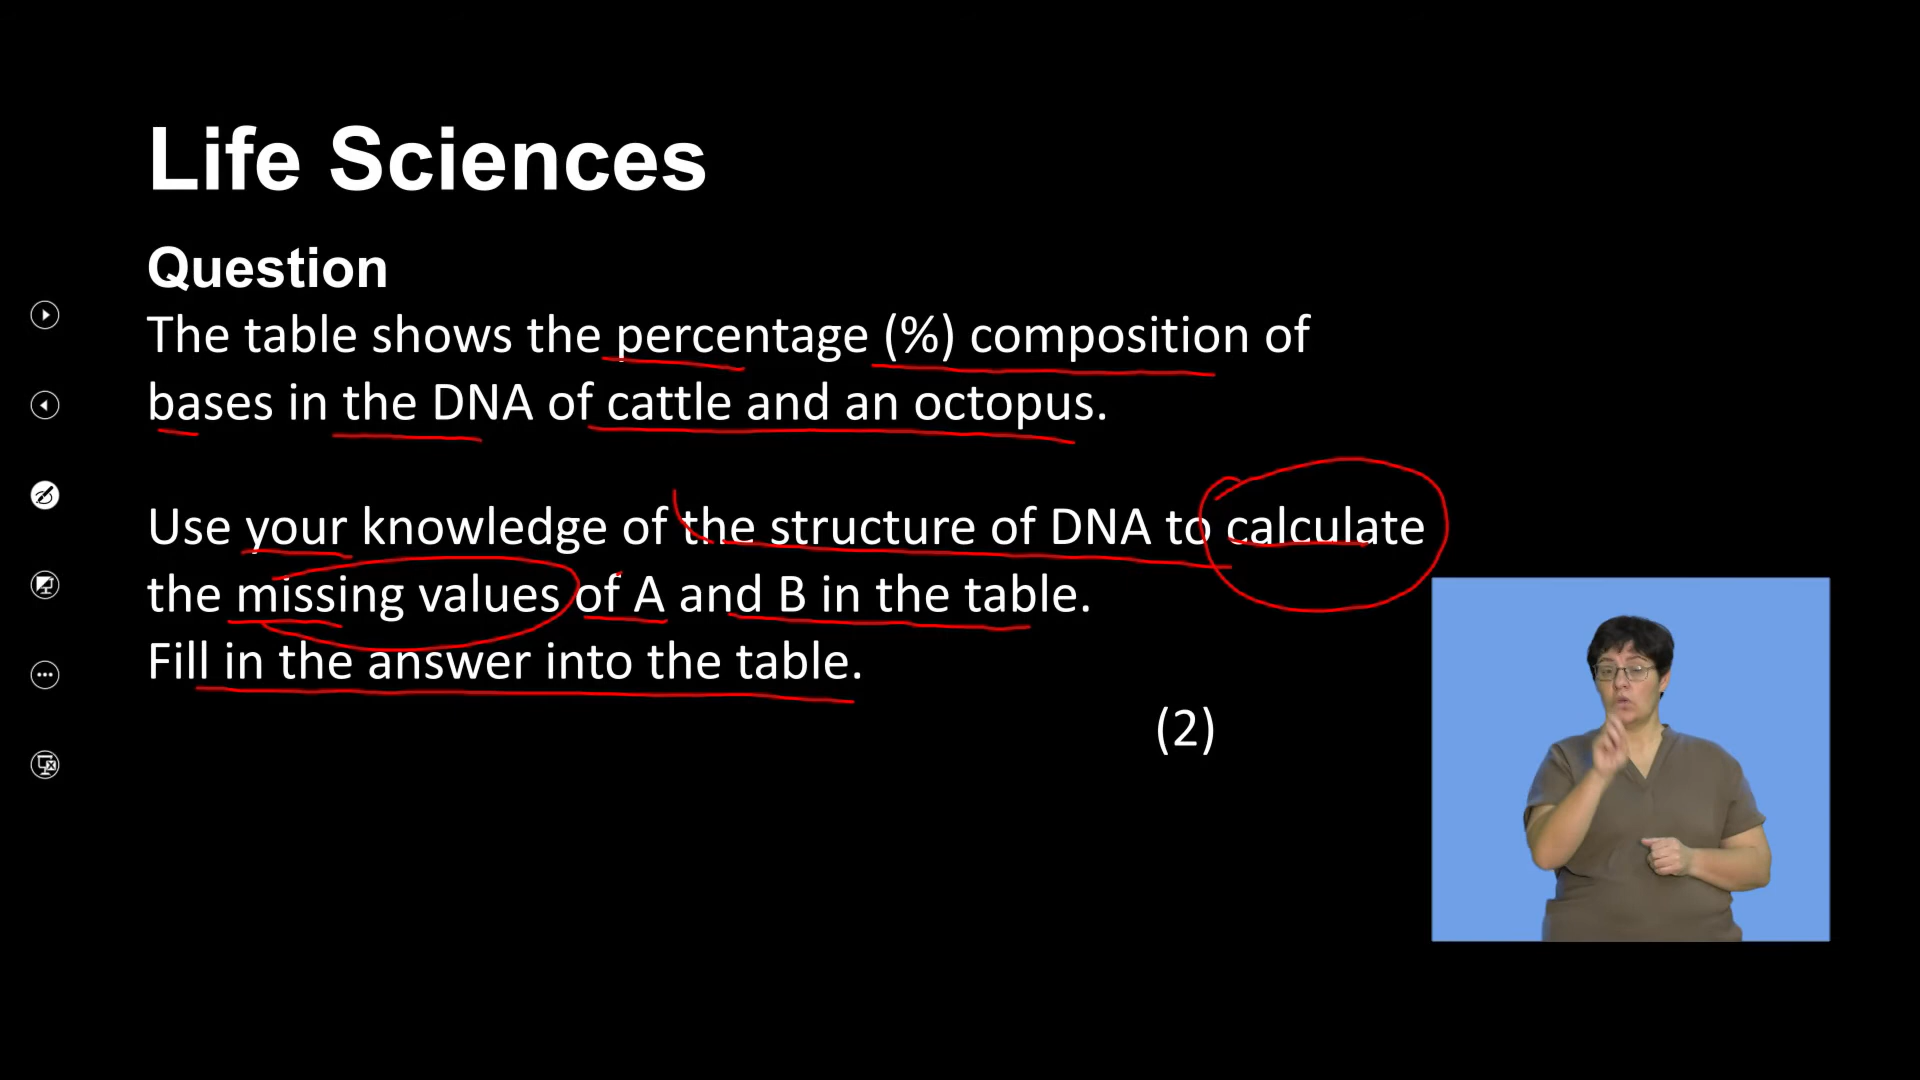 Life Sciences
Question
The table shows the percentage (%) composition of
bases in the DNA of cattle and an octopus.
Use your knowledge of the structure of DNA to calculate
the missing values of A and B in the table.
Fill in the answer into the table.
(2)